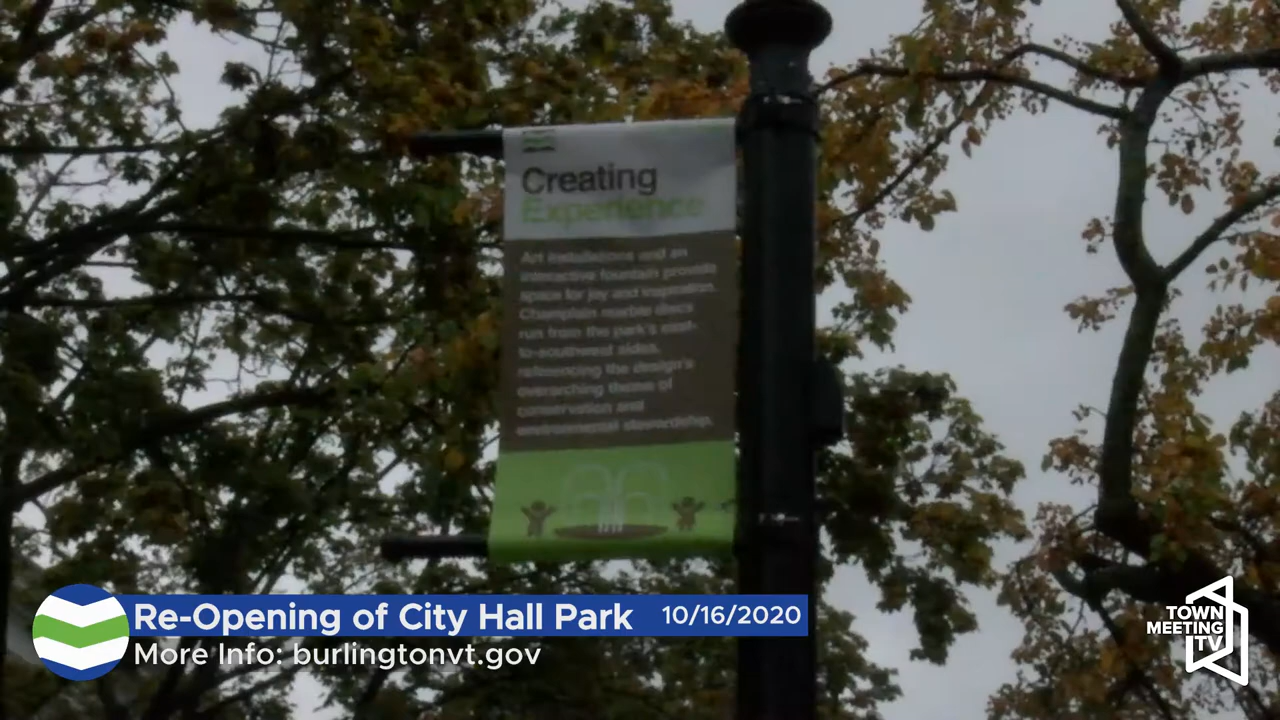 Creating
Experience
Art installations and an
interactive fountain provide
space for joy and inspiration.
Champlain marble discs
run from the park's east-
to-southwest sides,
referencing the design's
overarching theme of
conservation and
environmental stewardship.
Re-Opening of City Hall Park 10/16/2020
More Info: burlingtonvt.gov
TOWN
MEETING
TV